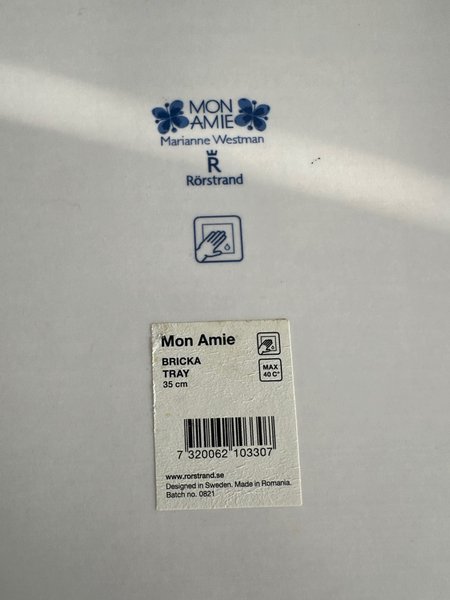 MON
AMIE
Marianne Westman
R
Rörstrand
Mon Amie
BRICKA
TRAY
35 cm
MAX
40 C°
7 320062 103307
www.rorstrand.se
Designed in Sweden. Made in Romania.
Batch no. 0821